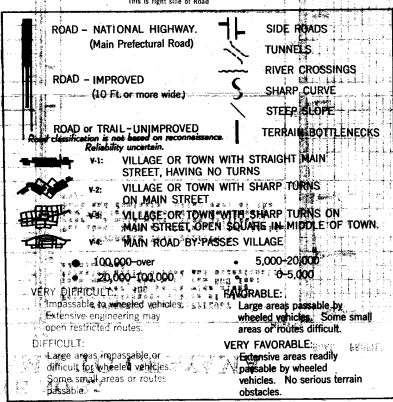 This is right side of Road
ROAD - NATIONAL HIGHWAY.
(Main Prefectural Road)
ROAD - IMPROVED
(10 Ft. or more wide.)
ROAD or TRAIL-UNIMPROVED
Road classification is not based on reconnaissance.
Reliability uncertain.
SIDE ROADS
TUNNELS
RIVER CROSSINGS
SHARP CURVE
STEEP SLOPE
TERRAIN BOTTLENECKS
V-1: VILLAGE OR TOWN WITH STRAIGHT MAIN
STREET, HAVING NO TURNS
V-2: VILLAGE OR TOWN WITH SHARP TURNS
ON MAIN STREET
V-3: VILLAGE OR TOWN WITH SHARP TURNS ON
MAIN STREET, OPEN SQUARE IN MIDDLE OF TOWN.
V-4: MAIN ROAD BY-PASSES VILLAGE
100,000-over
20,000-100,000
5,000-20,000
0-5,000
VERY DIFFICULT:
Impassable to wheeled vehicles.
Extensive engineering may
open restricted routes.
DIFFICULT:
Large areas impassable or
difficult for wheeled vehicles.
Some small areas or routes
passable.
FAVORABLE:
Large areas passable by
wheeled vehicles. Some small
areas or routes difficult.
VERY FAVORABLE:
Extensive areas readily
passable by wheeled
vehicles. No serious terrain
obstacles.